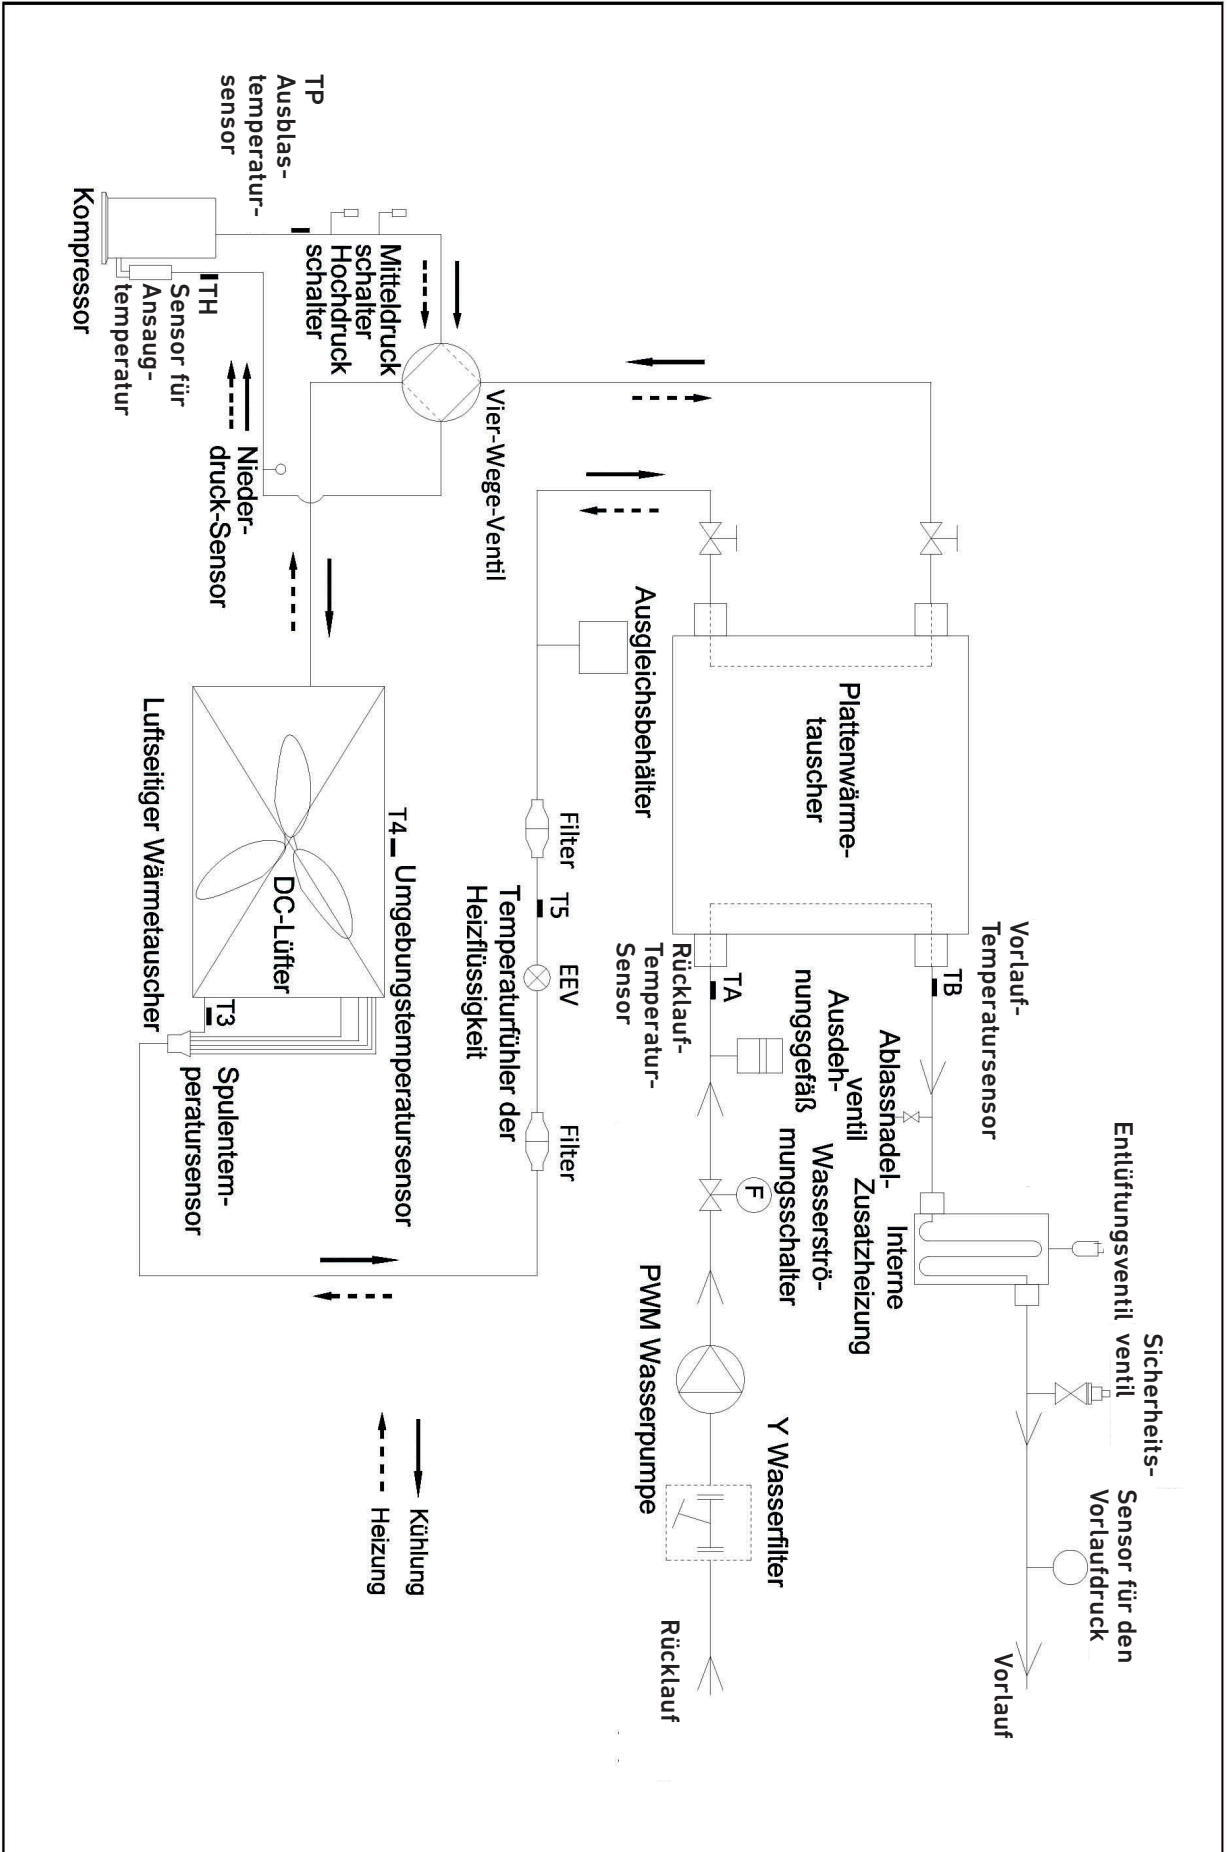 Entlüftungsventil
Sicherheits-
ventil
Sensor für den
Vorlaufdruck
Vorlauf
Vorlauf-
Temperatursensor
TB
Ablassnadel-
ventil
Interne
Zusatzheizung
Plattenwärme-
tauscher
Ausdeh-
nungsgefäß
Wasserströ-
mungsschalter
F
TA
Rücklauf-
Temperatur-
Sensor
PWM Wasserpumpe
Y Wasserfilter
Rücklauf
Ausgleichsbehälter
Filter
T5
Temperaturfühler der
Heizflüssigkeit
EEV
Filter
Vier-Wege-Ventil
Mitteldruck
schalter
Hochdruck
schalter
TP
Ausblas-
temperatur-
sensor
TH
Sensor für
Ansaug-
temperatur
Kompressor
Nieder-
druck-Sensor
T4
Umgebungstemperatursensor
DC-Lüfter
T3
Spulentem-
peratursensor
Luftseitiger Wärmetauscher
Kühlung
Heizung